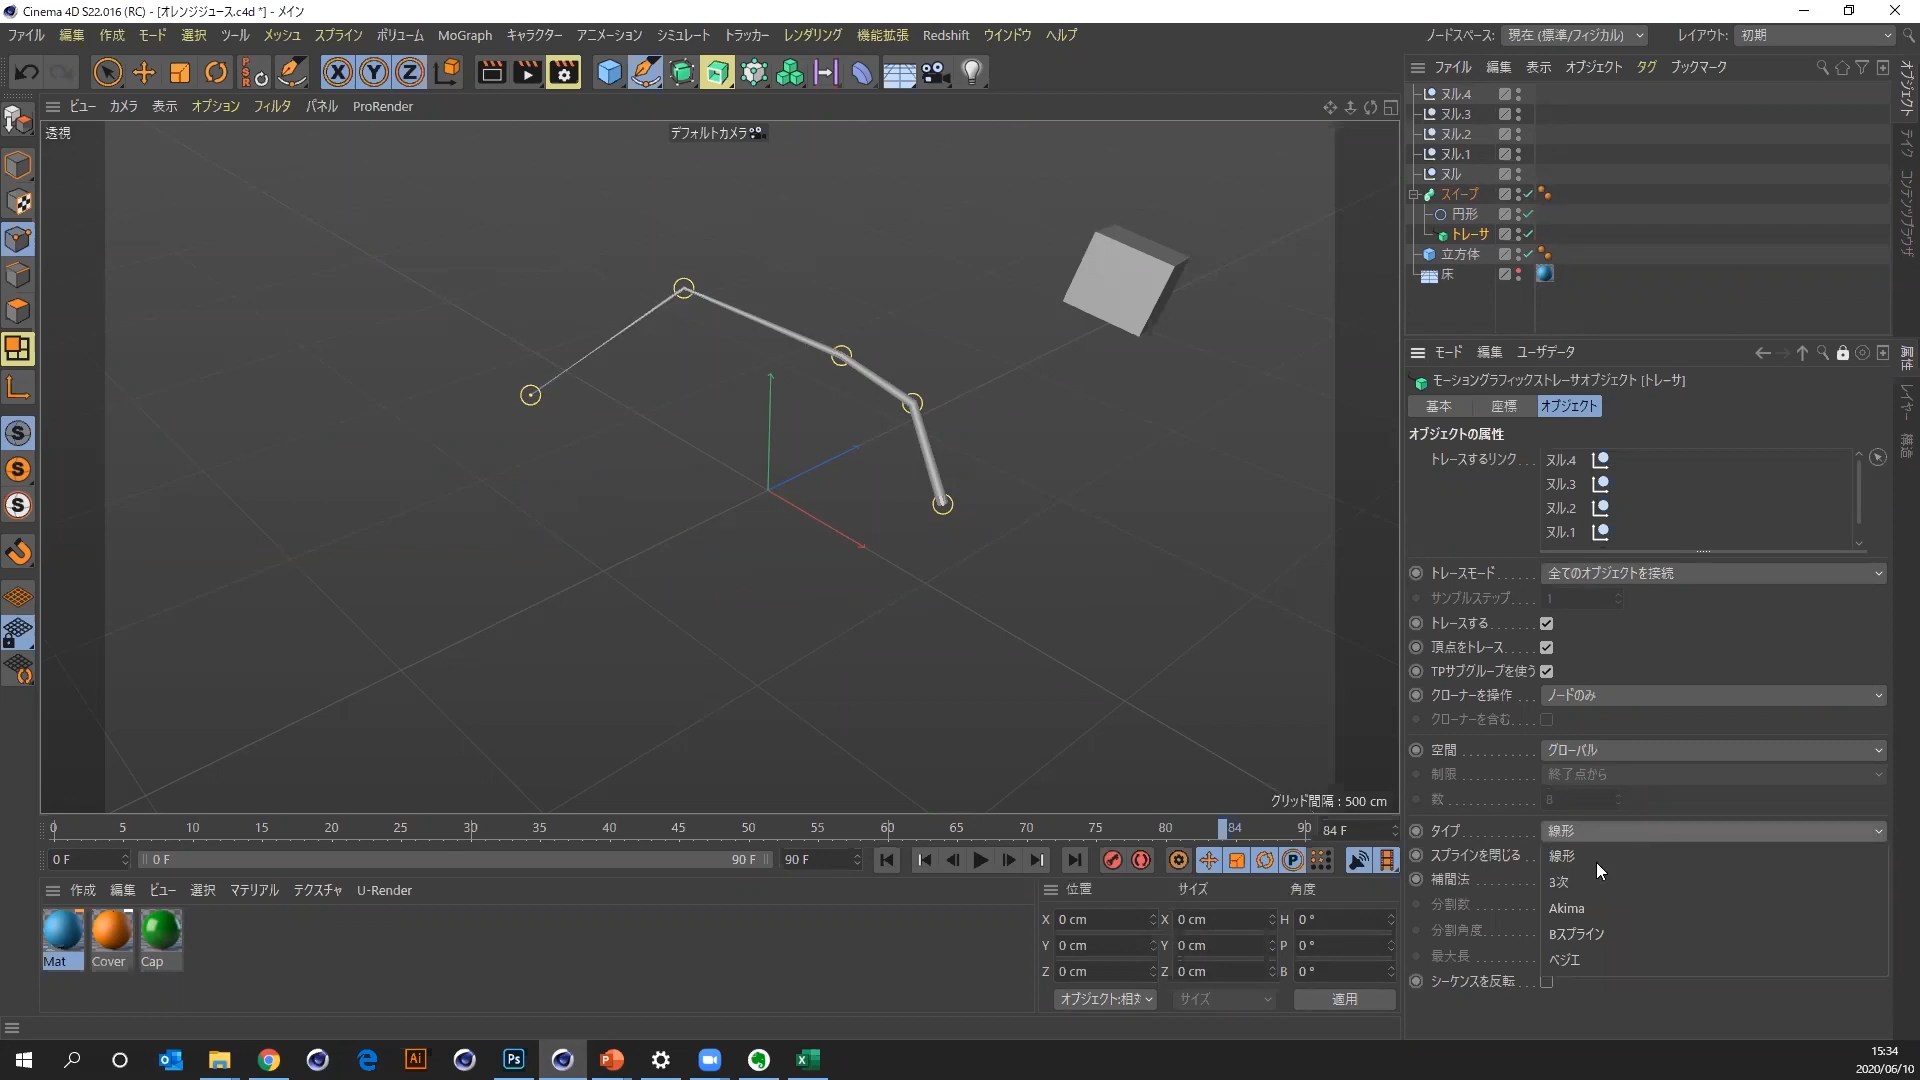 Cinema 4D S22.016 (RC) - [オレンジジュース.c4d *] - メイン
ファイル 編集 作成 モード 選択 ツール メッシュ スプライン ボリューム MoGraph キャラクター アニメーション シミュレート トラッカー レンダリング 機能拡張 Redshift ウインウドウ ヘルプ
ノードスペース: 現在 (標準/フィジカル) レイアウト: 初期
ビュー カメラ 表示 オプション フィルタ パネル ProRender
透視
デフォルトカメラ
グリッド間隔 : 500 cm
0 5 10 15 20 25 30 35 40 45 50 55 60 65 70 75 80 84 90 84 F
0 F 0 F 90 F 90 F
作成 編集 ビュー 選択 マテリアル テクスチャ U-Render
Mat Cover Cap
位置 サイズ 角度
X 0 cm X 0 cm H 0 °
Y 0 cm Y 0 cm P 0 °
Z 0 cm Z 0 cm B 0 °
オブジェクト:相対 サイズ 適用
ファイル 編集 表示 オブジェクト タグ ブックマーク
ヌル.4
ヌル.3
ヌル.2
ヌル.1
ヌル
スイープ
円形
トレーサ
立方体
床
モード 編集 ユーザデータ
モーショングラフィックストレーサオブジェクト [トレーサ]
基本 座標 オブジェクト
オブジェクトの属性
トレースするリンク. . . ヌル.4
ヌル.3
ヌル.2
ヌル.1
トレースモード. . . . . . 全てのオブジェクトを接続
サンプルステップ. . . . 1
トレースする. . . . . . .
頂点をトレース. . . . .
TPサブグループを使う
クローナーを操作 . . . ノードのみ
クローナーを含む. . . .
空間 . . . . . . . . . . グローバル
制限 . . . . . . . . . . 終了点から
数 . . . . . . . . . . . . 8
タイプ. . . . . . . . . . 線形
スプラインを閉じる . .
補間法 . . . . . . . .
分割数 . . . . . . . .
分割角度. . . . . . .
最大長 . . . . . . . .
シーケンスを反転. . .
線形
3次
Akima
Bスプライン
ベジエ
オブジェクト
テイク
コンテンツブラウザ
属性
レイヤー
構造
15:34
2020/06/10